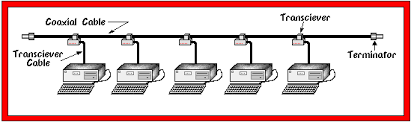 Coaxial Cable
Transciever
Transciever
Cable
Terminator